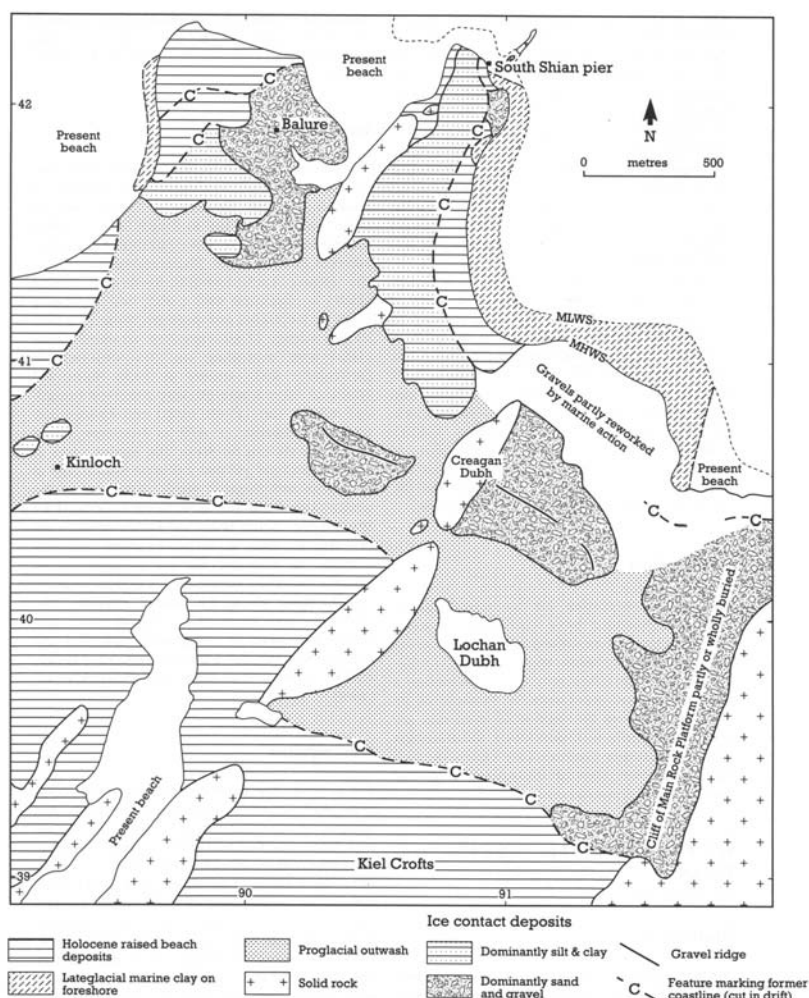 Present
beach
South Shian pier
42
C
C
Balure
Present
beach
N
0 metres 500
C
C
C
C
MLWS
MHWS
41
C
Gravels partly reworked
by marine action
Kinloch
Creagan
Dubh
Present
beach
C
C
C
C
C
40
Lochan
Dubh
Cliff of Main Rock Platform partly or wholly buried
C
C
C
Present beach
C
Kiel Crofts
39
90
91
Ice contact deposits
Holocene raised beach
deposits
Proglacial outwash
Dominantly silt & clay
Gravel ridge
Lateglacial marine clay on
foreshore
Solid rock
Dominantly sand
and gravel
C
Feature marking former
coastline (cut in drift)